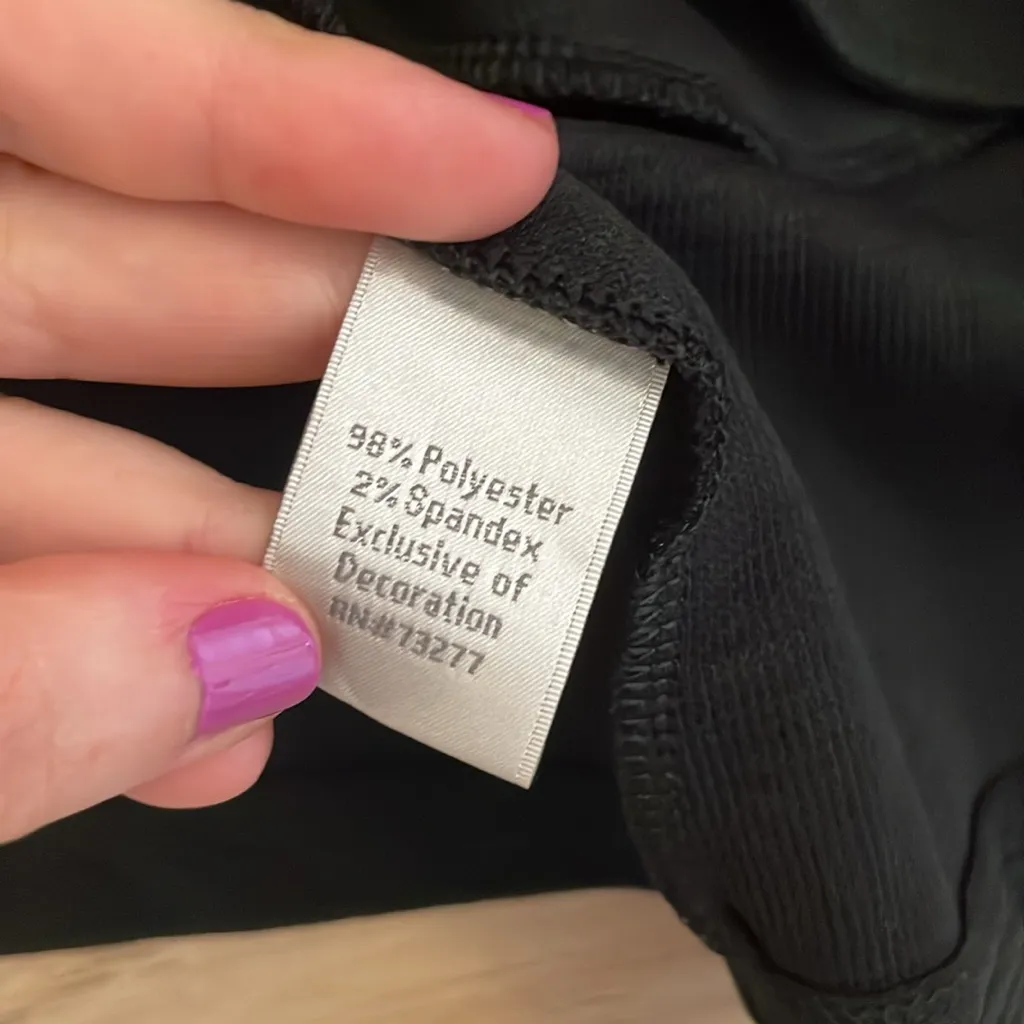 98% Polyester
2% Spandex
Exclusive of
Decoration
RN#73277